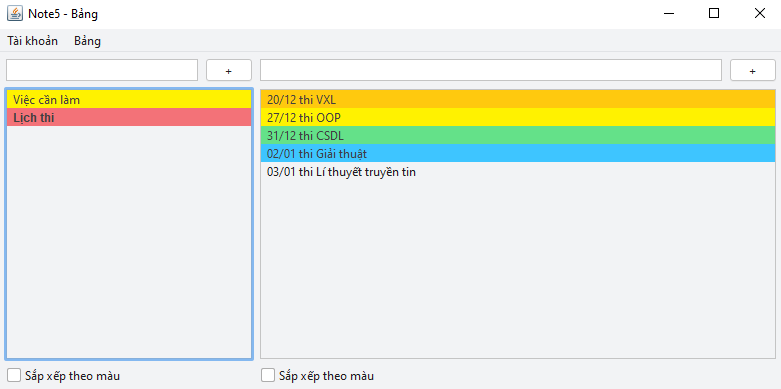 Note5 - Bảng
Tài khoản Bảng
+ +
Việc cần làm
Lịch thi
20/12 thi VXL
27/12 thi OOP
31/12 thi CSDL
02/01 thi Giải thuật
03/01 thi Lí thuyết truyền tin
Sắp xếp theo màu
Sắp xếp theo màu